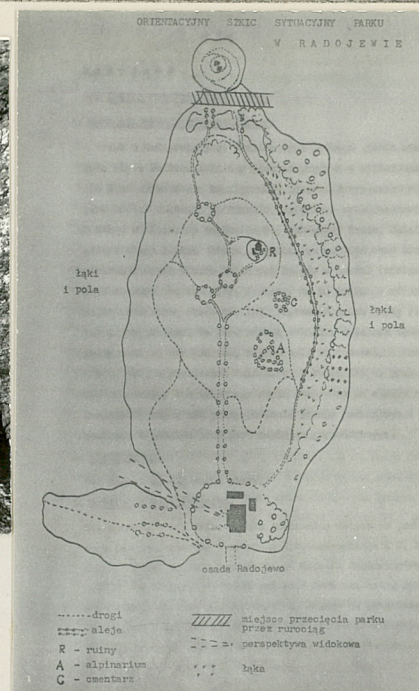 ORIENTACYJNY SZKIC SYTUACYJNY PARKU
W RADOJEWIE
R
łąki
i pola
C
łąki
i pola
A
osada Radojewo
drogi
aleje
R - ruiny
A - alpinarium
C - cmentarz
miejsce przecięcia parku
przez rurociąg
perspektywa widokowa
łąka